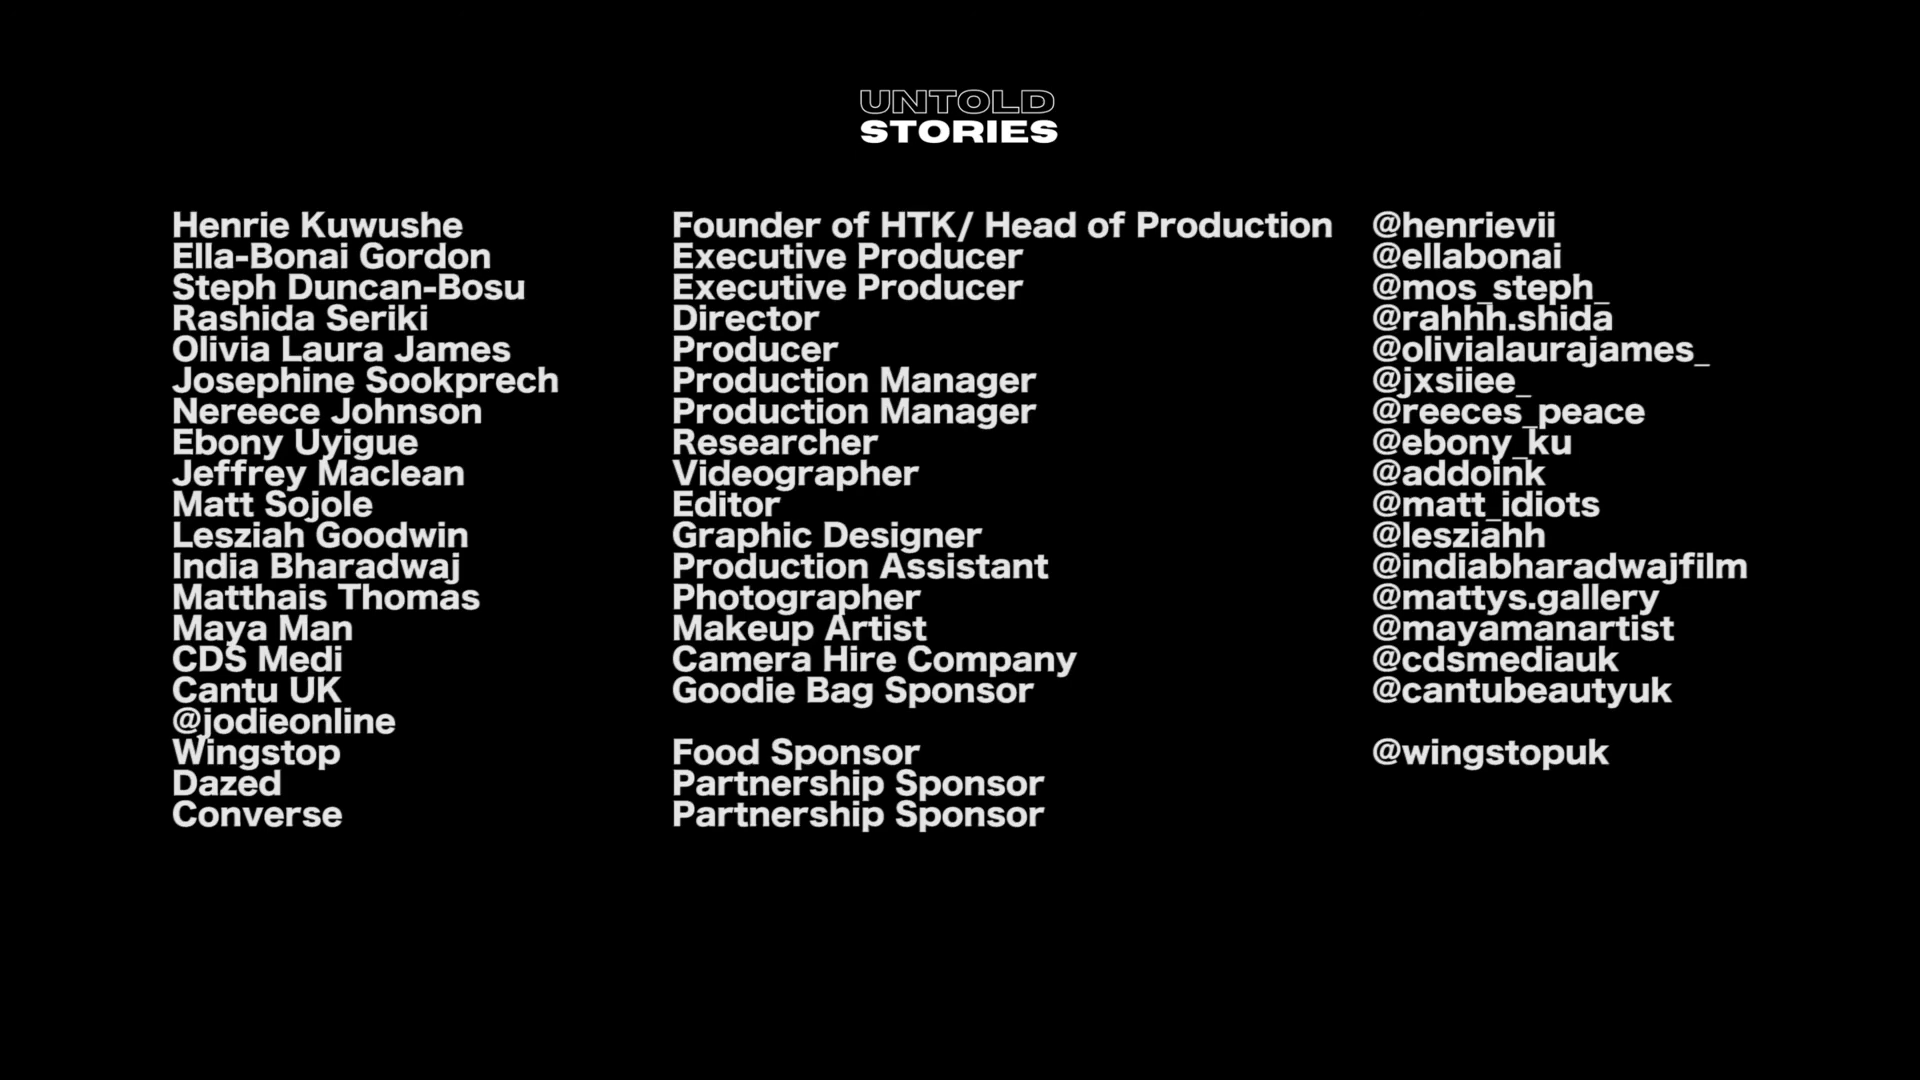 UNTOLD
STORIES
Henrie Kuwushe Founder of HTK/ Head of Production @henrievii
Ella-Bonai Gordon Executive Producer @ellabonai
Steph Duncan-Bosu Executive Producer @mos_steph_
Rashida Seriki Director @rahhh.shida
Olivia Laura James Producer @olivialaurajames_
Josephine Sookprech Production Manager @jxsiiee_
Nereece Johnson Production Manager @reeces_peace
Ebony Uyigue Researcher @ebony_ku
Jeffrey Maclean Videographer @addoink
Matt Sojole Editor @matt_idiots
Lesziah Goodwin Graphic Designer @lesziahh
India Bharadwaj Production Assistant @indiabharadwajfilm
Matthais Thomas Photographer @mattys.gallery
Maya Man Makeup Artist @mayamanartist
CDS Medi Camera Hire Company @cdsmediauk
Cantu UK Goodie Bag Sponsor @cantubeautyuk
@jodieonline
Wingstop Food Sponsor @wingstopuk
Dazed Partnership Sponsor
Converse Partnership Sponsor